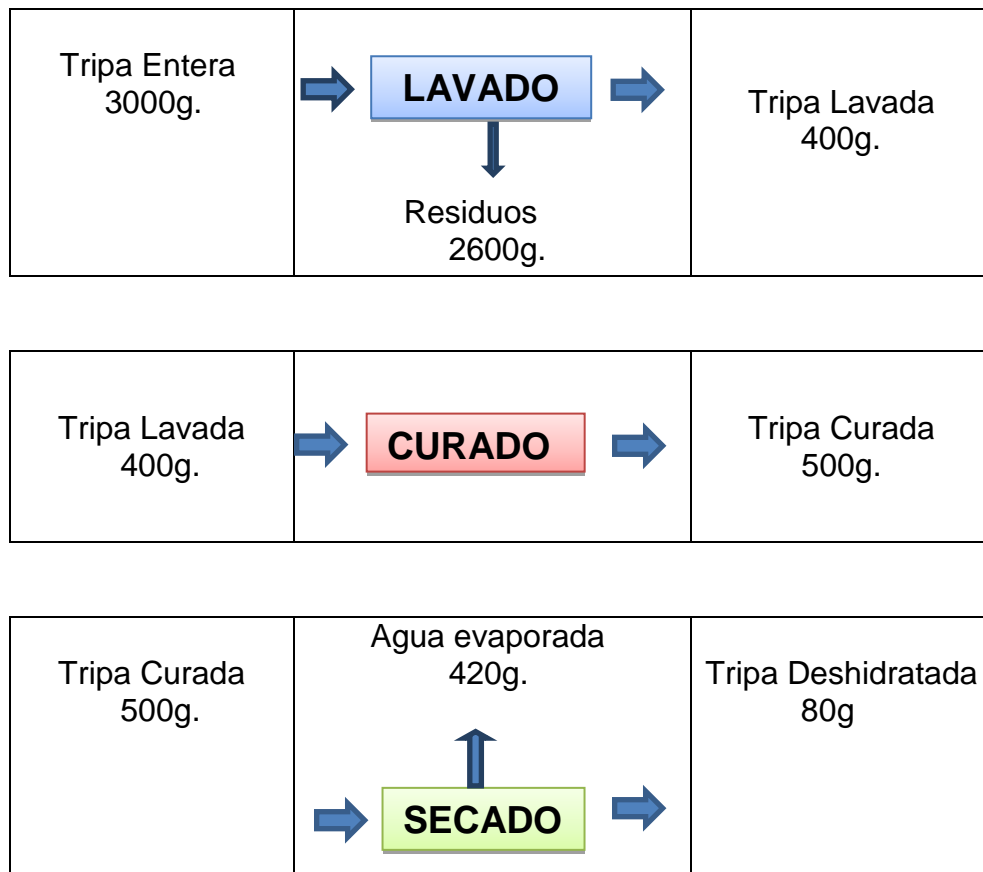 Tripa Entera
3000g.
LAVADO
Residuos
2600g.
Tripa Lavada
400g.
Tripa Lavada
400g.
CURADO
Tripa Curada
500g.
Tripa Curada
500g.
Agua evaporada
420g.
SECADO
Tripa Deshidratada
80g